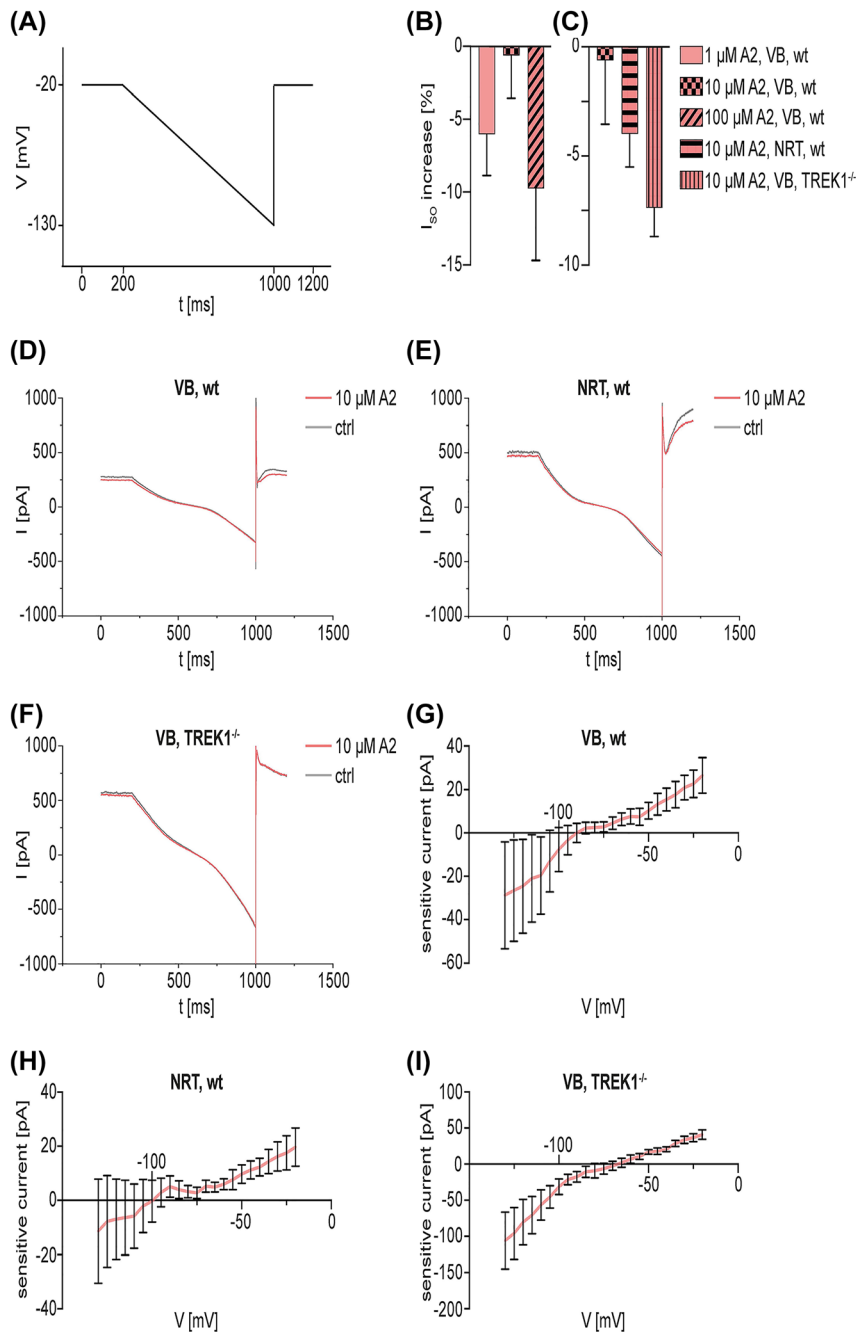 (A)
V [mV]
-20
-130
0 200 1000 1200
t [ms]
(B)
I_SO increase [%]
0
-5
-10
-15
(C)
0
-5
-10
1 µM A2, VB, wt
10 µM A2, VB, wt
100 µM A2, VB, wt
10 µM A2, NRT, wt
10 µM A2, VB, TREK1-/-
(D)
VB, wt
10 µM A2
ctrl
I [pA]
1000
500
0
-500
-1000
0 500 1000 1500
t [ms]
(E)
NRT, wt
10 µM A2
ctrl
I [pA]
1000
500
0
-500
-1000
0 500 1000 1500
t [ms]
(F)
VB, TREK1-/-
10 µM A2
ctrl
I [pA]
1000
500
0
-500
-1000
0 500 1000 1500
t [ms]
(G)
VB, wt
sensitive current [pA]
40
20
0
-20
-40
-60
-100
-50
0
V [mV]
(H)
NRT, wt
sensitive current [pA]
40
20
0
-20
-40
-100
-50
0
V [mV]
(I)
VB, TREK1-/-
sensitive current [pA]
100
50
0
-50
-100
-150
-200
-100
-50
0
V [mV]